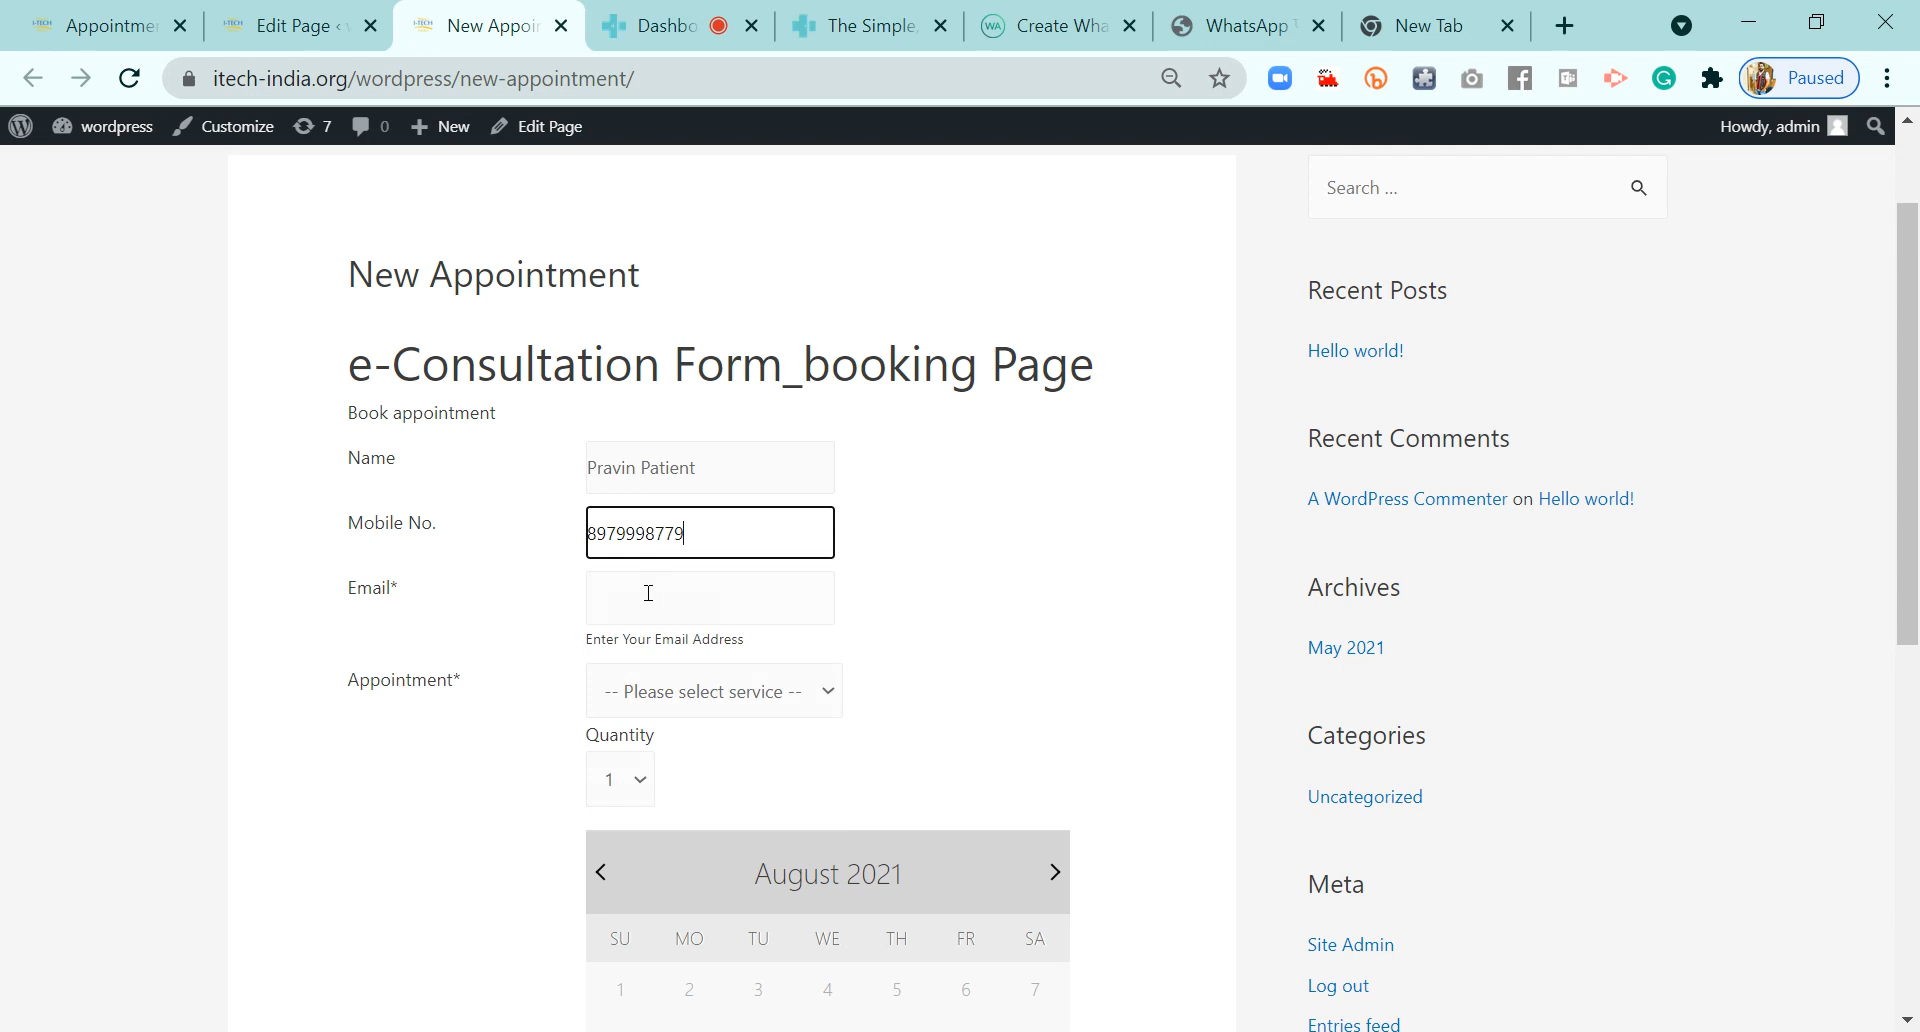 Appointme
Edit Page ‹
New Appoi
Dashbo
The Simple,
WA
Create Wha
WhatsApp
New Tab
itech-india.org/wordpress/new-appointment/
Paused
wordpress
Customize
7
0
New
Edit Page
Howdy, admin
Search ...
New Appointment
Recent Posts
e-Consultation Form_booking Page
Hello world!
Book appointment
Name
Pravin Patient
Recent Comments
Mobile No.
8979998779
A WordPress Commenter on Hello world!
Email*
Enter Your Email Address
Archives
May 2021
Appointment*
-- Please select service --
Quantity
1
Categories
Uncategorized
August 2021
SU MO TU WE TH FR SA
1 2 3 4 5 6 7
Meta
Site Admin
Log out
Entries feed